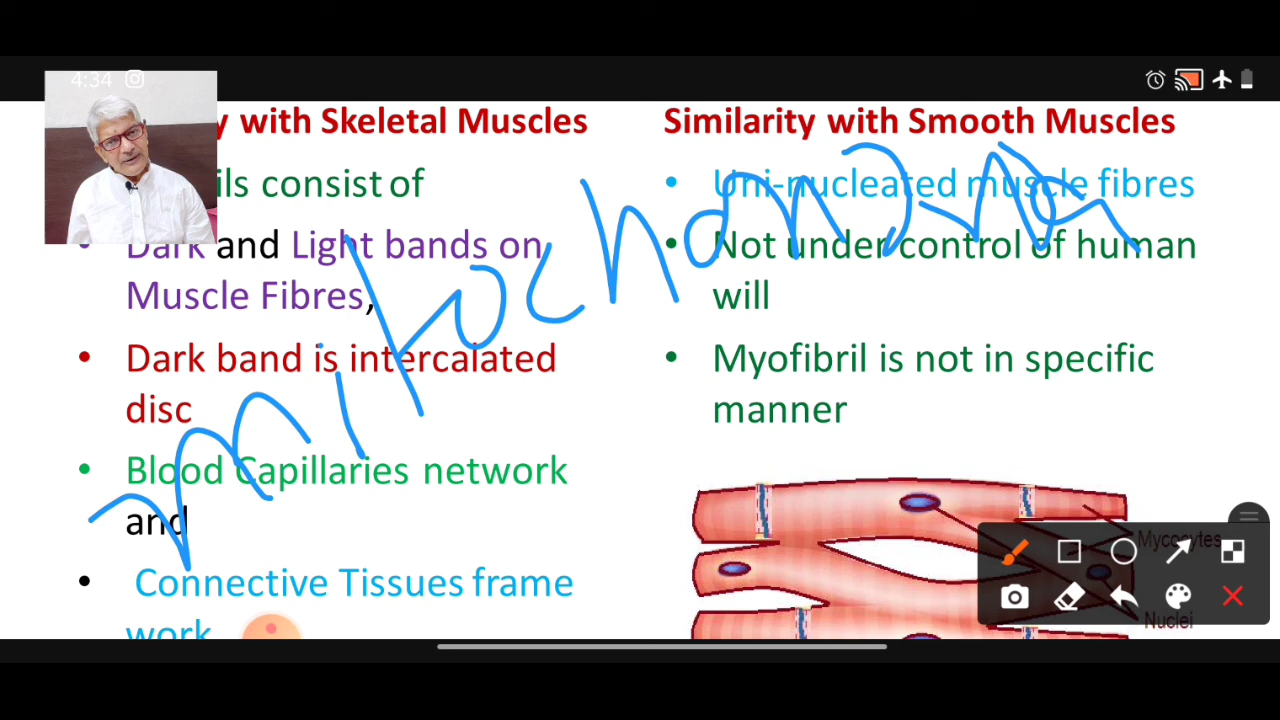 4:34
y with Skeletal Muscles
ils consist of
Dark and Light bands on
Muscle Fibres,
Dark band is intercalated
disc
Blood Capillaries network
and
Connective Tissues frame
work
Similarity with Smooth Muscles
Uni-nucleated muscle fibres
Not under control of human
will
Myofibril is not in specific
manner
Mycocytes
Nuclei